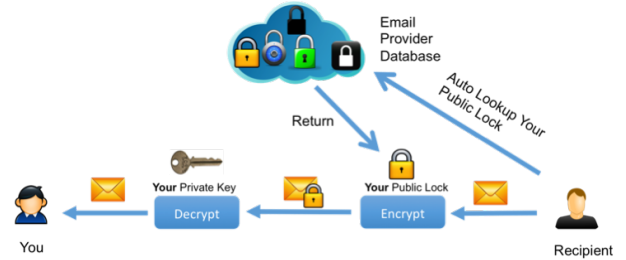 Email
Provider
Database
Auto Lookup Your
Public Lock
Return
Your Private Key
Your Public Lock
Decrypt
Encrypt
You
Recipient